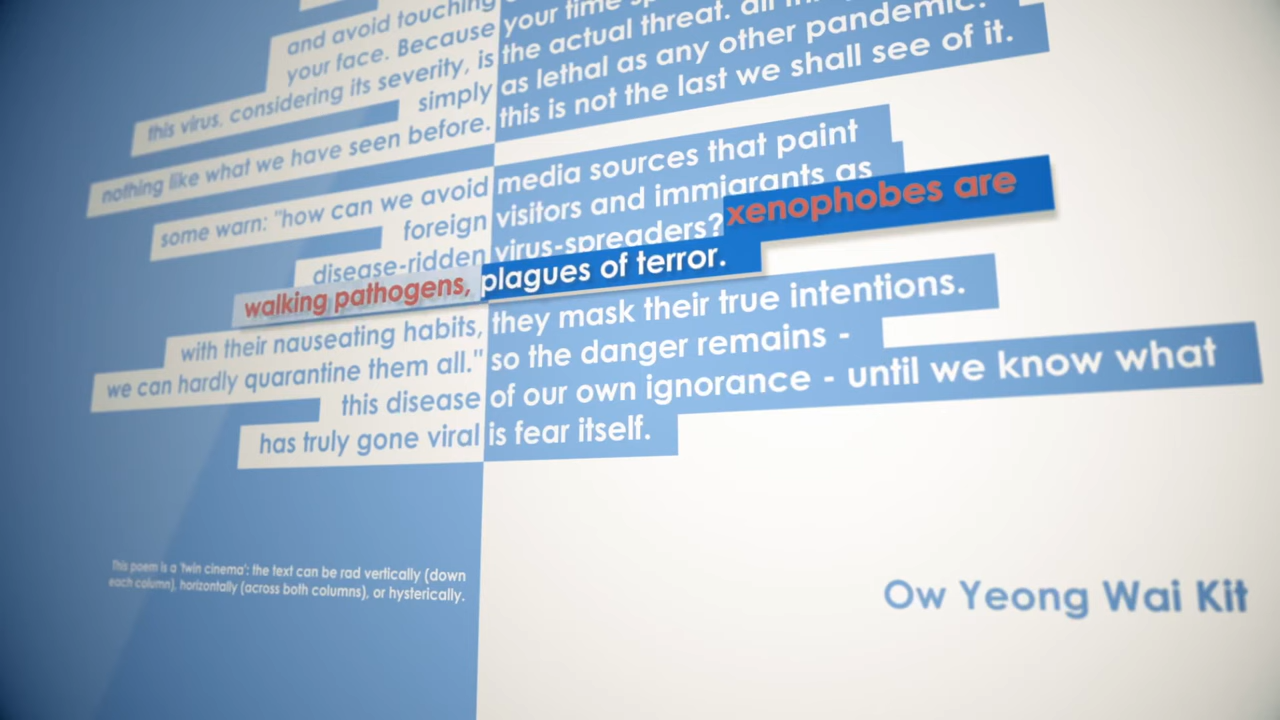 and avoid touching your time
your face. Because the actual threat.
this virus, considering its severity, is as lethal as any other pandemic.
simply this is not the last we shall see of it.
nothing like what we have seen before.
some warn: "how can we avoid media sources that paint
foreign visitors and immigrants as
disease-ridden virus-spreaders? xenophobes are
walking pathogens, plagues of terror.
with their nauseating habits, they mask their true intentions.
we can hardly quarantine them all." so the danger remains -
this disease of our own ignorance - until we know what
has truly gone viral is fear itself.
This poem is a 'twin cinema': the text can be rad vertically (down
each column), horizontally (across both columns), or hysterically.
Ow Yeong Wai Kit